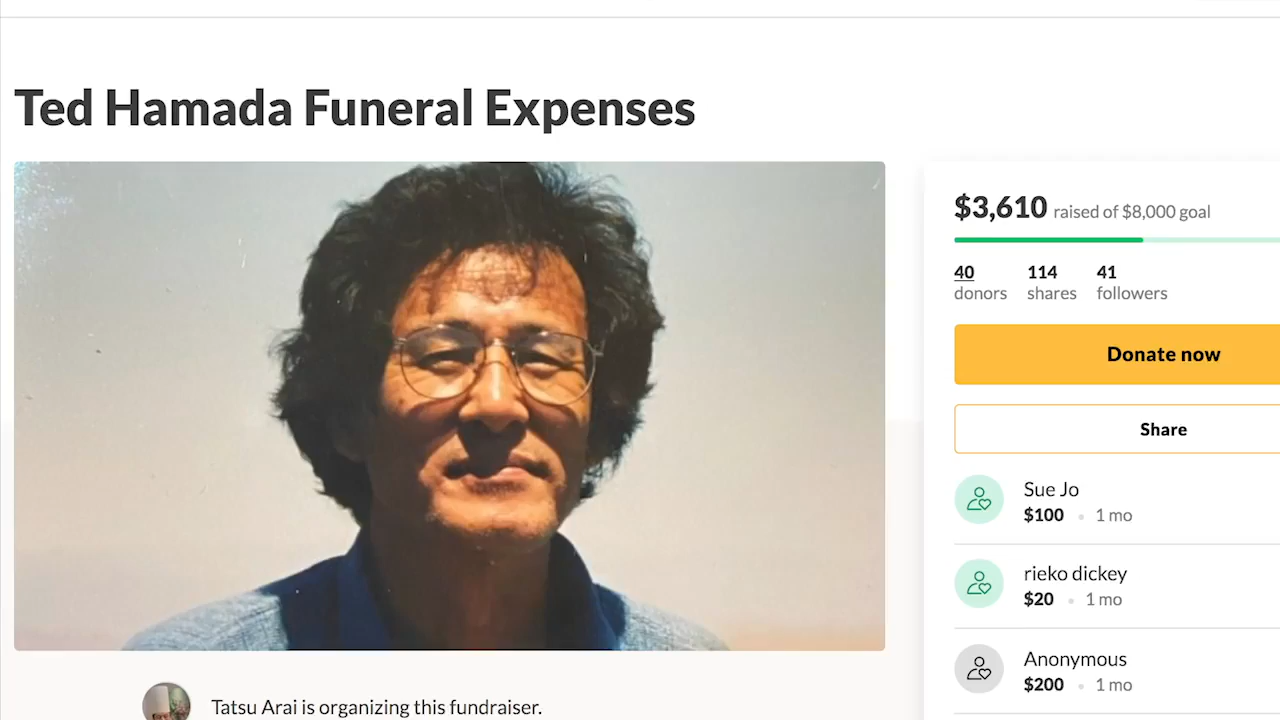 Ted Hamada Funeral Expenses
$3,610 raised of $8,000 goal
40 114 41
donors shares followers
Donate now
Share
Sue Jo
$100 • 1 mo
rieko dickey
$20 • 1 mo
Anonymous
$200 • 1 mo
Tatsu Arai is organizing this fundraiser.